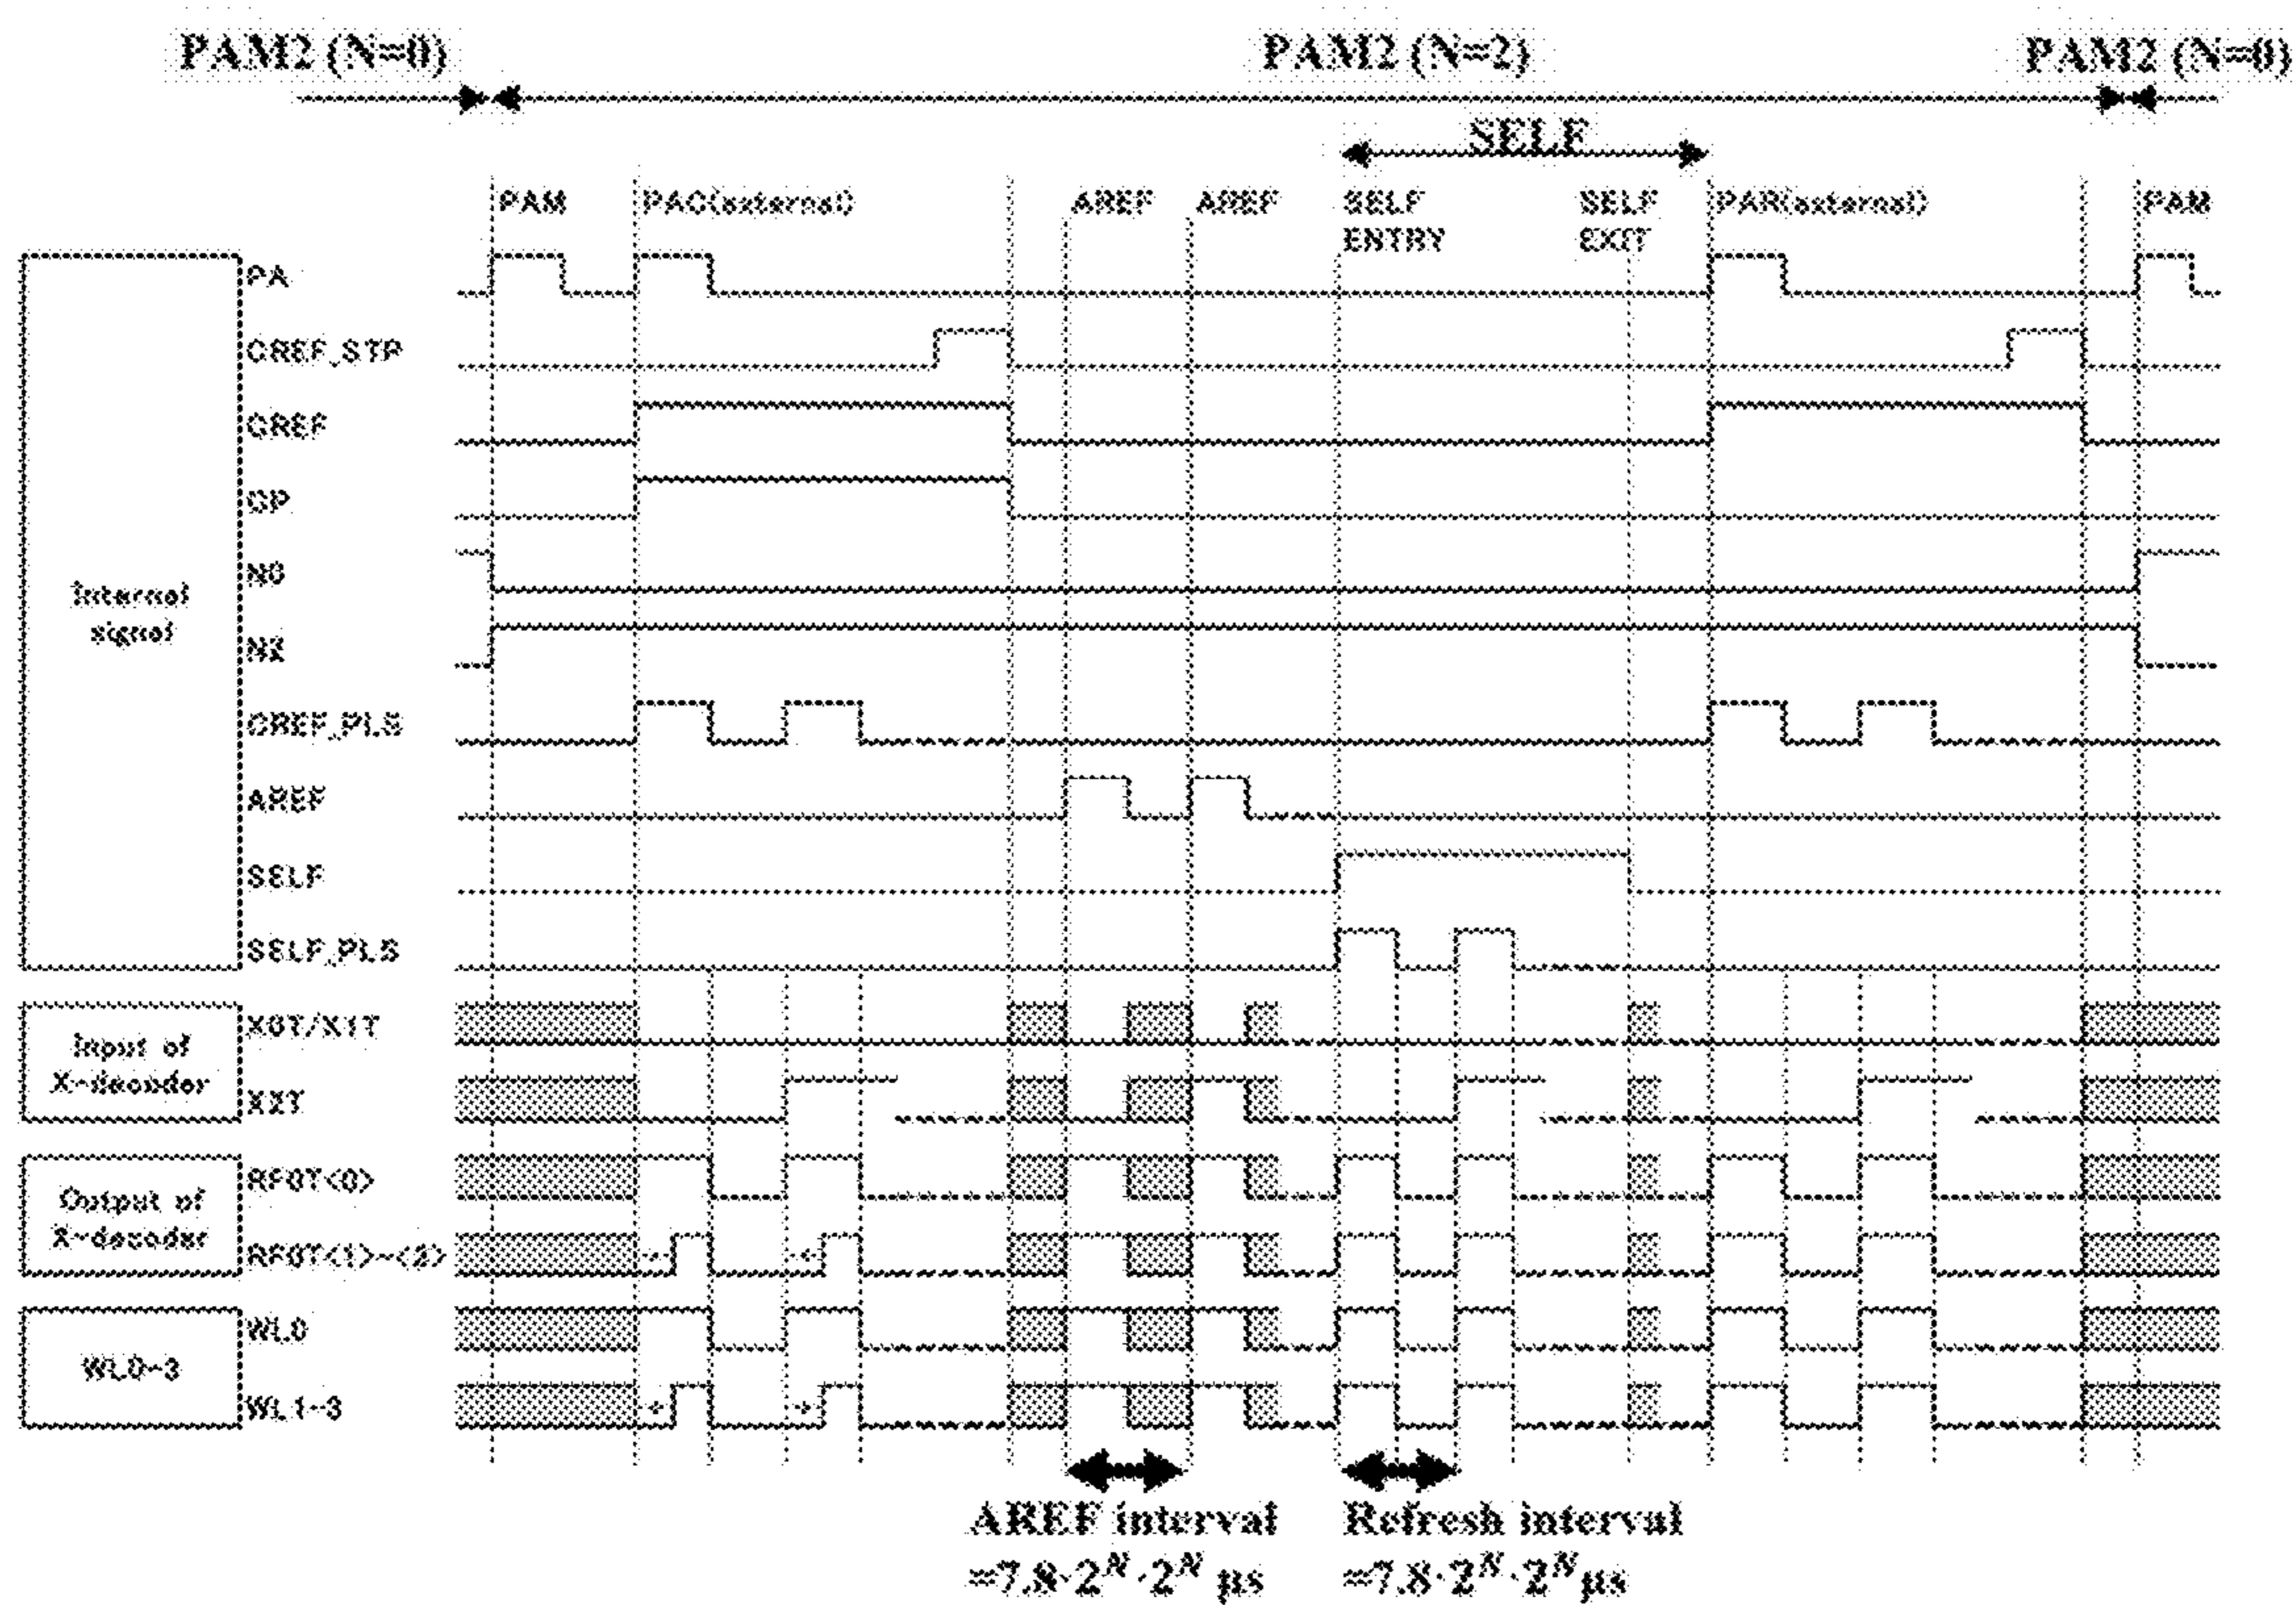 PAM2 (N=0) PAM2 (N=2) PAM2 (N=0)
SELF
PAM PAC(external) AREF AREF SELF ENTRY SELF EXIT PAR(external) PAM
Internal signal
PA
CREF_STP
CREF
CP
N0
N2
CREF_PLS
AREF
SELF
SELF_PLS
Input of X-decoder
X0T/X1T
X2T
Output of X-decoder
RF0T<0>
RF0T<1>~<2>
WL0~3
WL0
WL1~3
AREF interval
=7.8·2^N·2^N μs
Refresh interval
=7.8·2^N·2^N μs